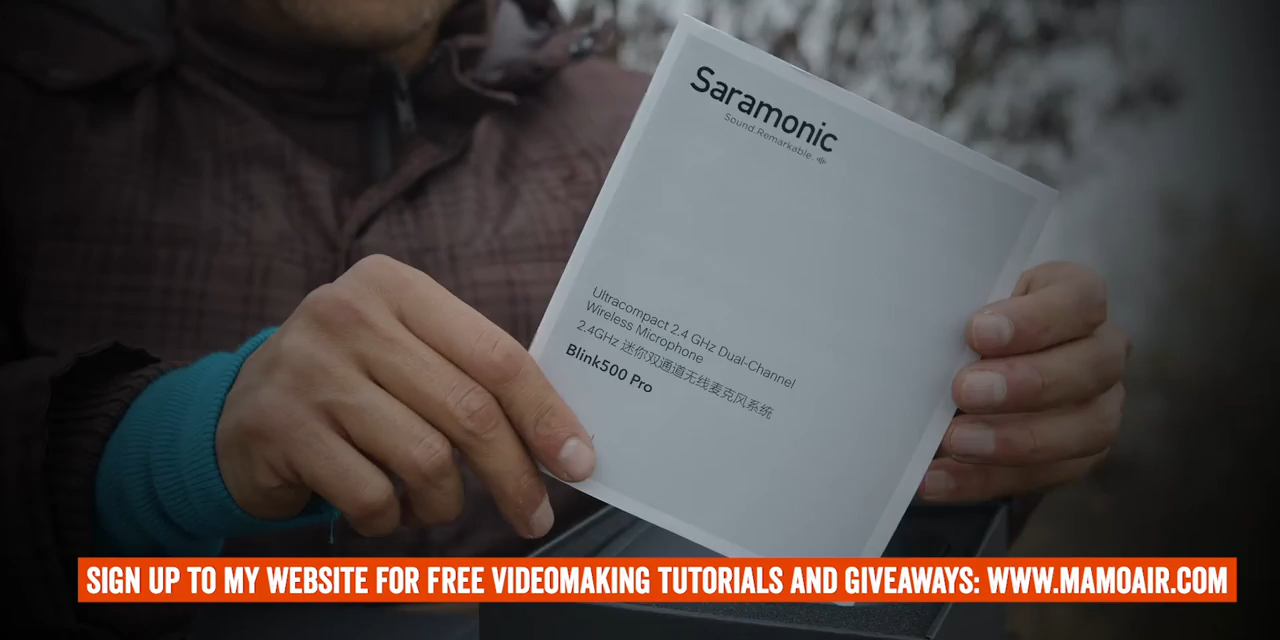 Saramonic
Sound.Remarkable.
Ultracompact 2.4 GHz Dual-Channel
Wireless Microphone
2.4GHz 迷你双通道无线麦克风系统
Blink500 Pro
SIGN UP TO MY WEBSITE FOR FREE VIDEOMAKING TUTORIALS AND GIVEAWAYS: WWW.MAMOAIR.COM